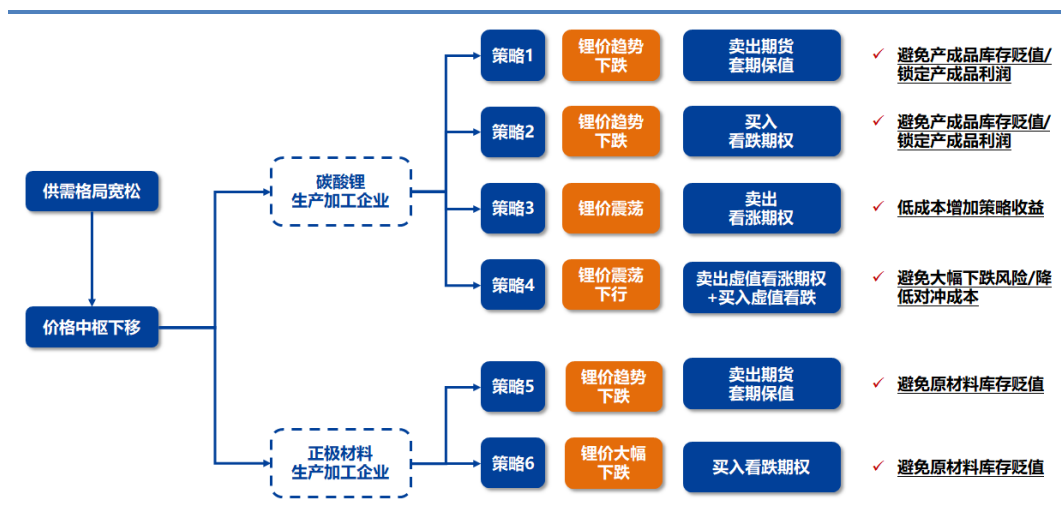 供需格局宽松
价格中枢下移
碳酸锂
生产加工企业
策略1
锂价趋势
下跌
卖出期货
套期保值
✓ 避免产成品库存贬值/
锁定产成品利润
策略2
锂价趋势
下跌
买入
看跌期权
✓ 避免产成品库存贬值/
锁定产成品利润
策略3
锂价震荡
卖出
看涨期权
✓ 低成本增加策略收益
策略4
锂价震荡
下行
卖出虚值看涨期权
+买入虚值看跌
✓ 避免大幅下跌风险/降
低对冲成本
正极材料
生产加工企业
策略5
锂价趋势
下跌
卖出期货
套期保值
✓ 避免原材料库存贬值
策略6
锂价大幅
下跌
买入看跌期权
✓ 避免原材料库存贬值